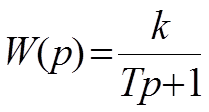 W(p) = k / (Tp+1)